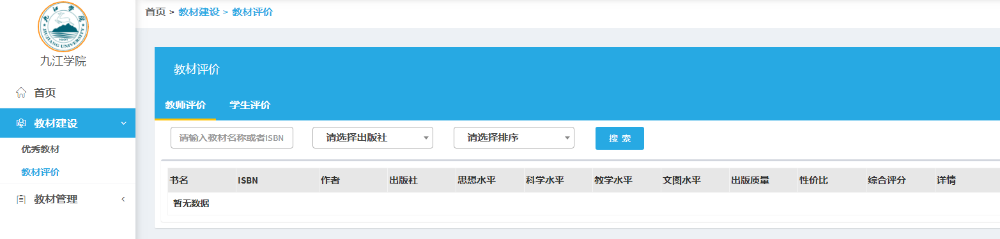 九江学院
JIUJIANG UNIVERSITY
首页
教材建设
优秀教材
教材评价
教材管理
首页 > 教材建设 > 教材评价
教材评价
教师评价 学生评价
请输入教材名称或者ISBN 请选择出版社 请选择排序 搜 索
书名 ISBN 作者 出版社 思想水平 科学水平 教学水平 文图水平 出版质量 性价比 综合评分 详情
暂无数据